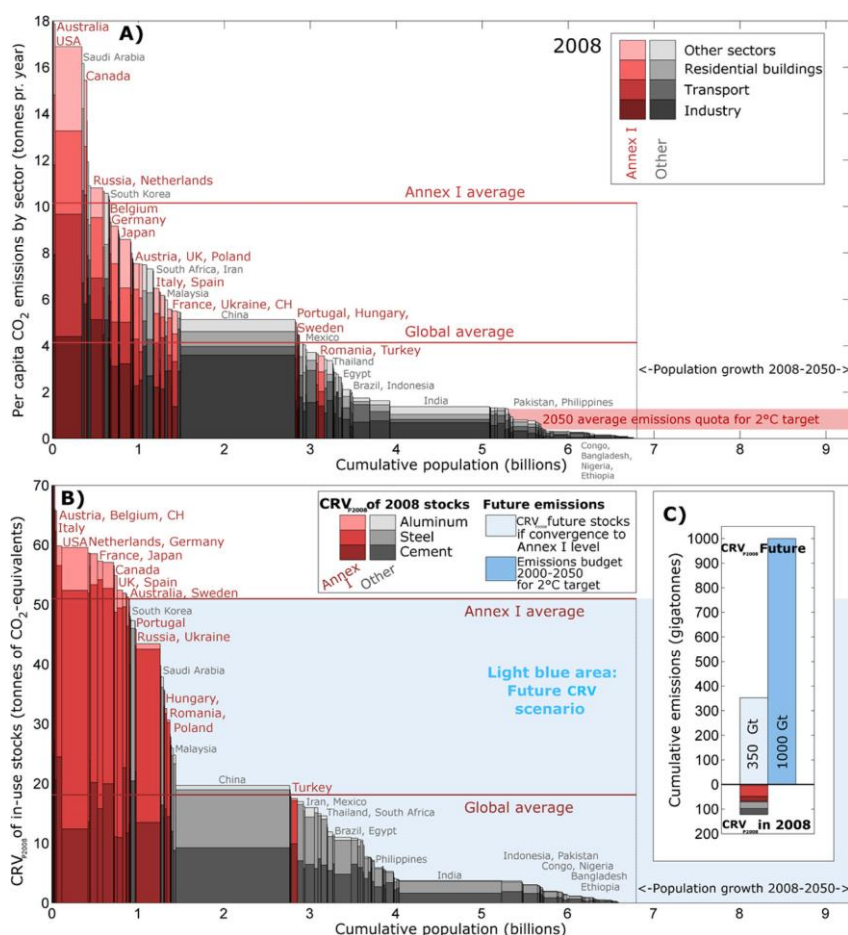 A)
2008
Australia
USA
Saudi Arabia
Canada
Russia, Netherlands
South Korea
Belgium
Germany
Japan
Austria, UK, Poland
South Africa, Iran
Italy, Spain
Malaysia
France, Ukraine, CH
China
Portugal, Hungary,
Sweden
Mexico
Romania, Turkey
Thailand
Egypt
Brazil, Indonesia
India
Pakistan, Philippines
Congo,
Bangladesh,
Nigeria,
Ethiopia
Other sectors
Residential buildings
Transport
Industry
Annex I
Other
Annex I average
Global average
<-Population growth 2008-2050->
2050 average emissions quota for 2°C target
Per capita CO2 emissions by sector (tonnes pr. year)
18
16
14
12
10
8
6
4
2
0
0 1 2 3 4 5 6 7 8 9
Cumulative population (billions)
B)
Austria, Belgium, CH
Italy
USA
Netherlands, Germany
France, Japan
Canada
UK, Spain
Australia, Sweden
South Korea
Portugal
Russia, Ukraine
Saudi Arabia
Hungary,
Romania,
Poland
Malaysia
China
Turkey
Iran, Mexico
Thailand, South Africa
Brazil, Egypt
Philippines
India
Indonesia, Pakistan
Congo, Nigeria
Bangladesh
Ethiopia
CRVP2008 of 2008 stocks
Aluminum
Steel
Cement
Annex I
Other
Future emissions
CRVP2008 future stocks
if convergence to
Annex I level
Emissions budget
2000-2050
for 2°C target
Annex I average
Light blue area:
Future CRV
scenario
Global average
<-Population growth 2008-2050->
CRVP2008 of in-use stocks (tonnes of CO2-equivalents)
70
60
50
40
30
20
10
0
0 1 2 3 4 5 6 7 8 9
Cumulative population (billions)
C)
CRVP2008 Future
350 Gt
1000 Gt
CRVP2008 in 2008
Cumulative emissions (gigatonnes)
1000
900
800
700
600
500
400
300
200
100
0
100
200